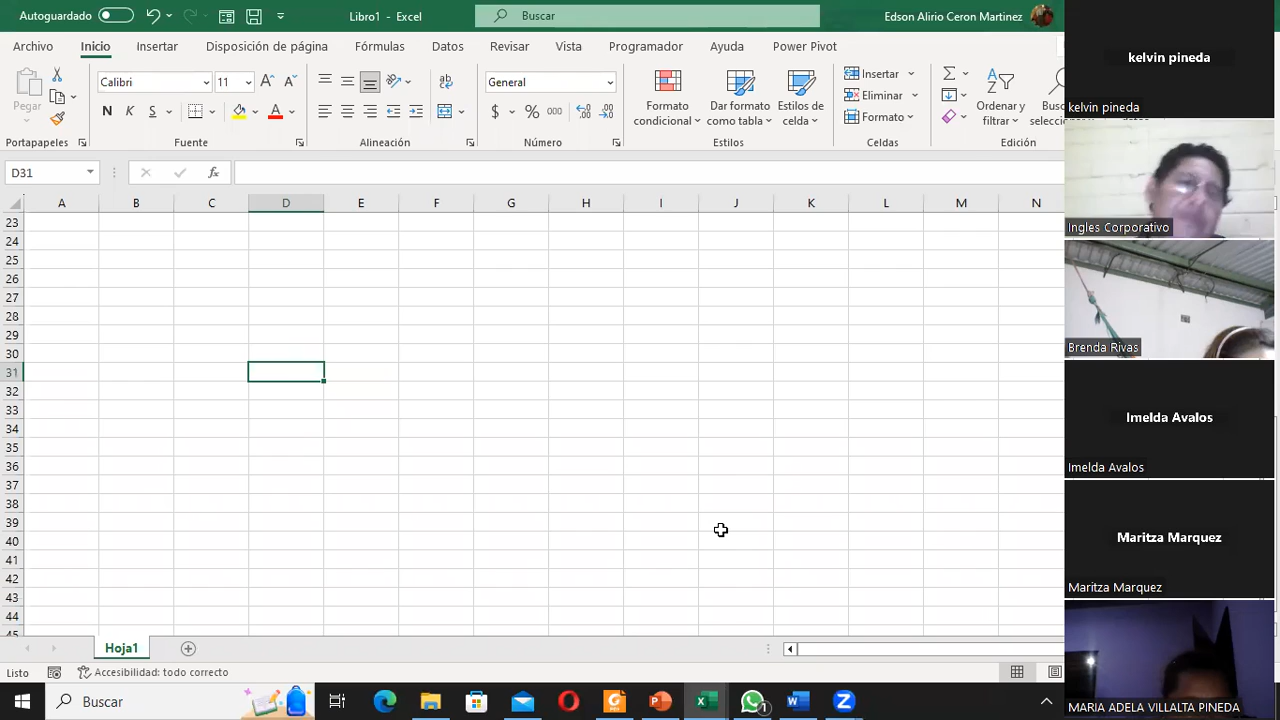 Autoguardado
Libro1 - Excel
Buscar
Edson Alirio Ceron Martinez
Archivo Inicio Insertar Disposición de página Fórmulas Datos Revisar Vista Programador Ayuda Power Pivot
Pegar
Calibri 11
N K S
General
$ % 000
Formato condicional
Dar formato como tabla
Estilos de celda
Insertar
Eliminar
Formato
Ordenar y filtrar
Portapapeles Fuente Alineación Número Estilos Celdas Edición
D31
fx
A B C D E F G H I J K L M N
23
24
25
26
27
28
29
30
31
32
33
34
35
36
37
38
39
40
41
42
43
44
45
Hoja1
Listo
Accesibilidad: todo correcto
Buscar
1
kelvin pineda
kelvin pineda
Ingles Corporativo
Brenda Rivas
Imelda Avalos
Imelda Avalos
Maritza Marquez
Maritza Marquez
MARIA ADELA VILLALTA PINEDA